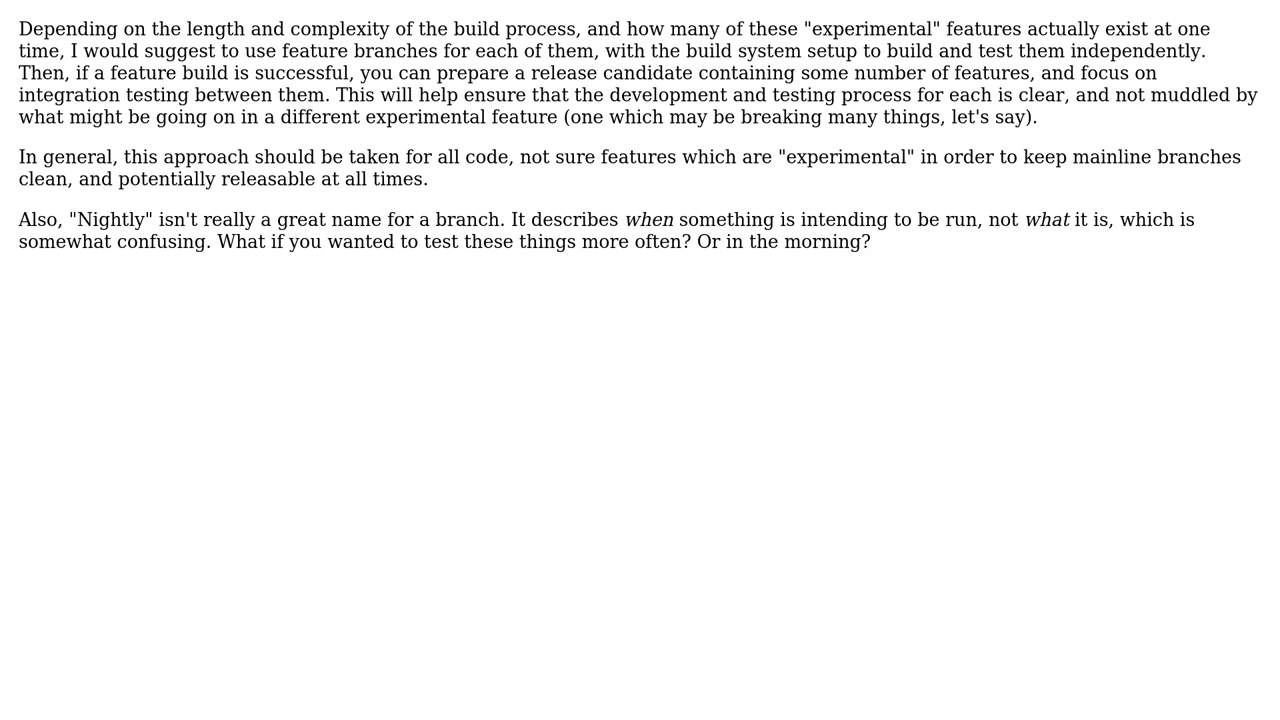 Depending on the length and complexity of the build process, and how many of these "experimental" features actually exist at one
time, I would suggest to use feature branches for each of them, with the build system setup to build and test them independently.
Then, if a feature build is successful, you can prepare a release candidate containing some number of features, and focus on
integration testing between them. This will help ensure that the development and testing process for each is clear, and not muddled by
what might be going on in a different experimental feature (one which may be breaking many things, let's say).
In general, this approach should be taken for all code, not sure features which are "experimental" in order to keep mainline branches
clean, and potentially releasable at all times.
Also, "Nightly" isn't really a great name for a branch. It describes when something is intending to be run, not what it is, which is
somewhat confusing. What if you wanted to test these things more often? Or in the morning?